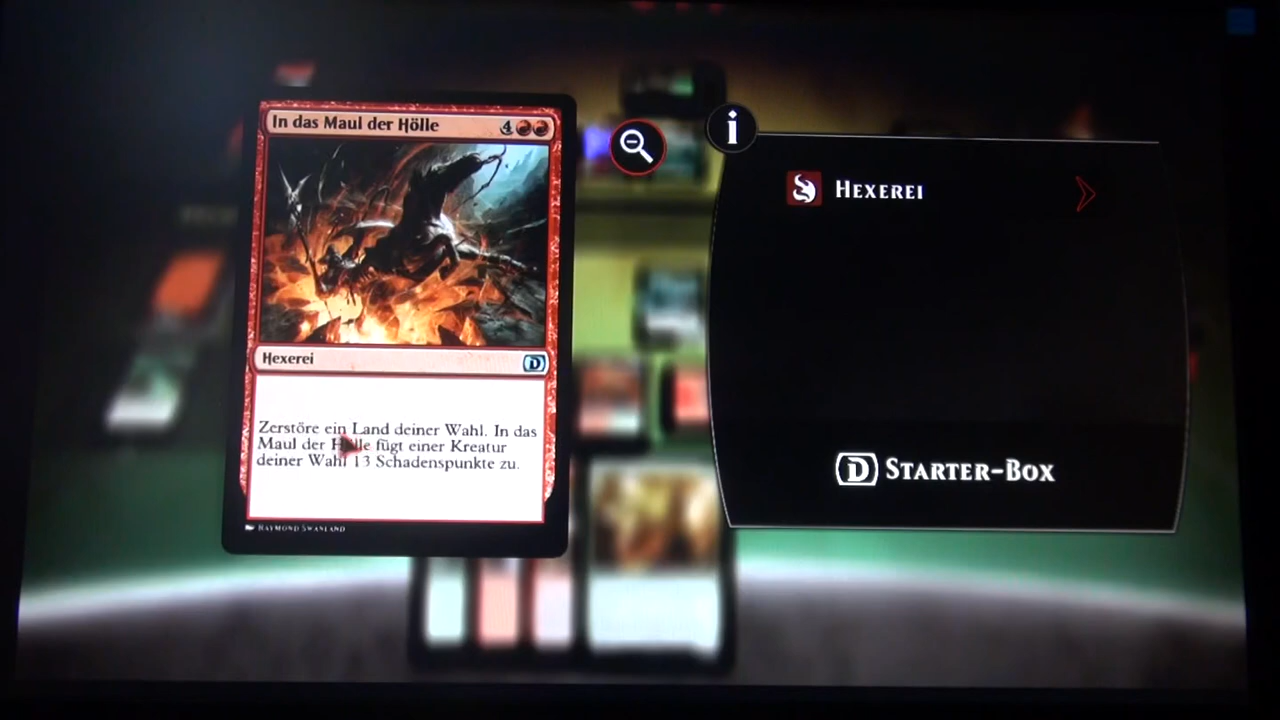 In das Maul der Hölle 4
Hexerei
D
Zerstöre ein Land deiner Wahl. In das
Maul der Hölle fügt einer Kreatur
deiner Wahl 13 Schadenspunkte zu.
Raymond Swanland
i
Hexerei
D Starter-Box